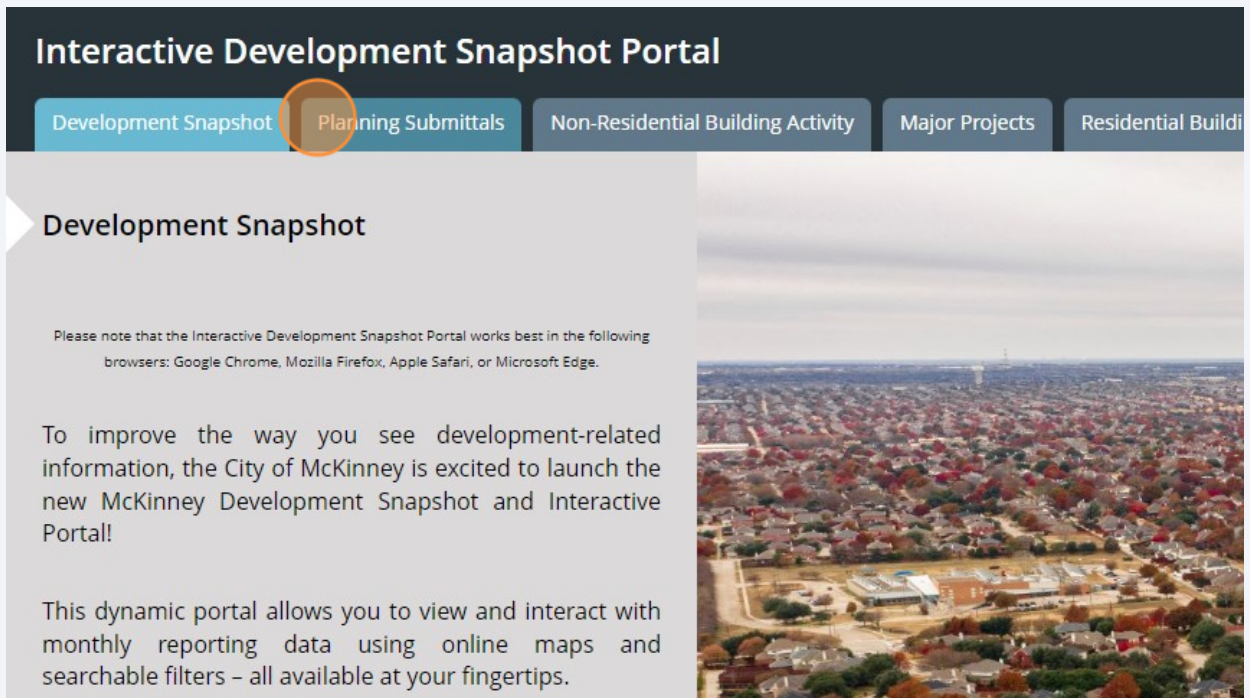 Interactive Development Snapshot Portal
Development Snapshot
Planning Submittals
Non-Residential Building Activity
Major Projects
Residential Buildi
Development Snapshot
Please note that the Interactive Development Snapshot Portal works best in the following
browsers: Google Chrome, Mozilla Firefox, Apple Safari, or Microsoft Edge.
To improve the way you see development-related
information, the City of McKinney is excited to launch the
new McKinney Development Snapshot and Interactive
Portal!
This dynamic portal allows you to view and interact with
monthly reporting data using online maps and
searchable filters – all available at your fingertips.